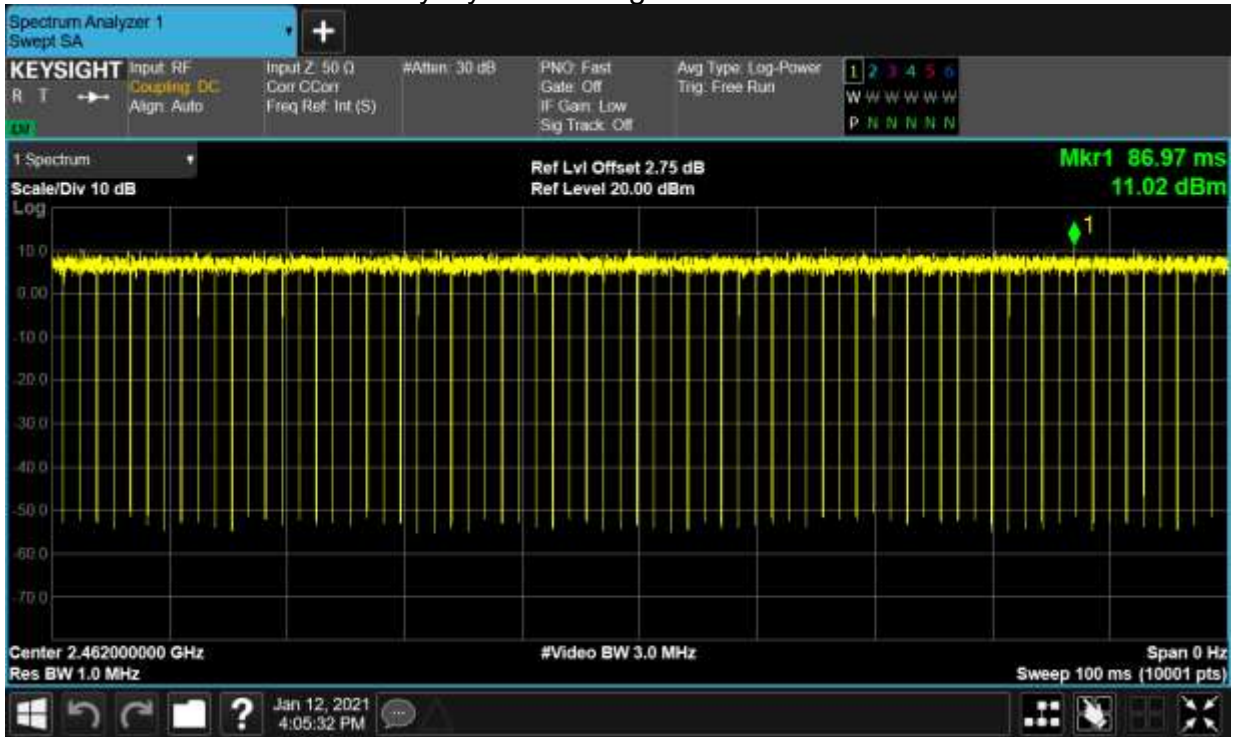 Spectrum Analyzer 1
Swept SA
+
KEYSIGHT
R T
Input: RF
Coupling: DC
Align: Auto
Input Z: 50 Ω
Corr CCorr
Freq Ref: Int (S)
#Atten: 30 dB
PNO: Fast
Gate: Off
IF Gain: Low
Sig Track: Off
Avg Type: Log-Power
Trig: Free Run
1 2 3 4 5 6
W W W W W W
P N N N N N
1 Spectrum
Scale/Div 10 dB
Log
Ref Lvl Offset 2.75 dB
Ref Level 20.00 dBm
Mkr1 86.97 ms
11.02 dBm
1
10.0
0.00
-10.0
-20.0
-30.0
-40.0
-50.0
-60.0
-70.0
Center 2.462000000 GHz
#Video BW 3.0 MHz
Span 0 Hz
Res BW 1.0 MHz
Sweep 100 ms (10001 pts)
?
Jan 12, 2021
4:05:32 PM